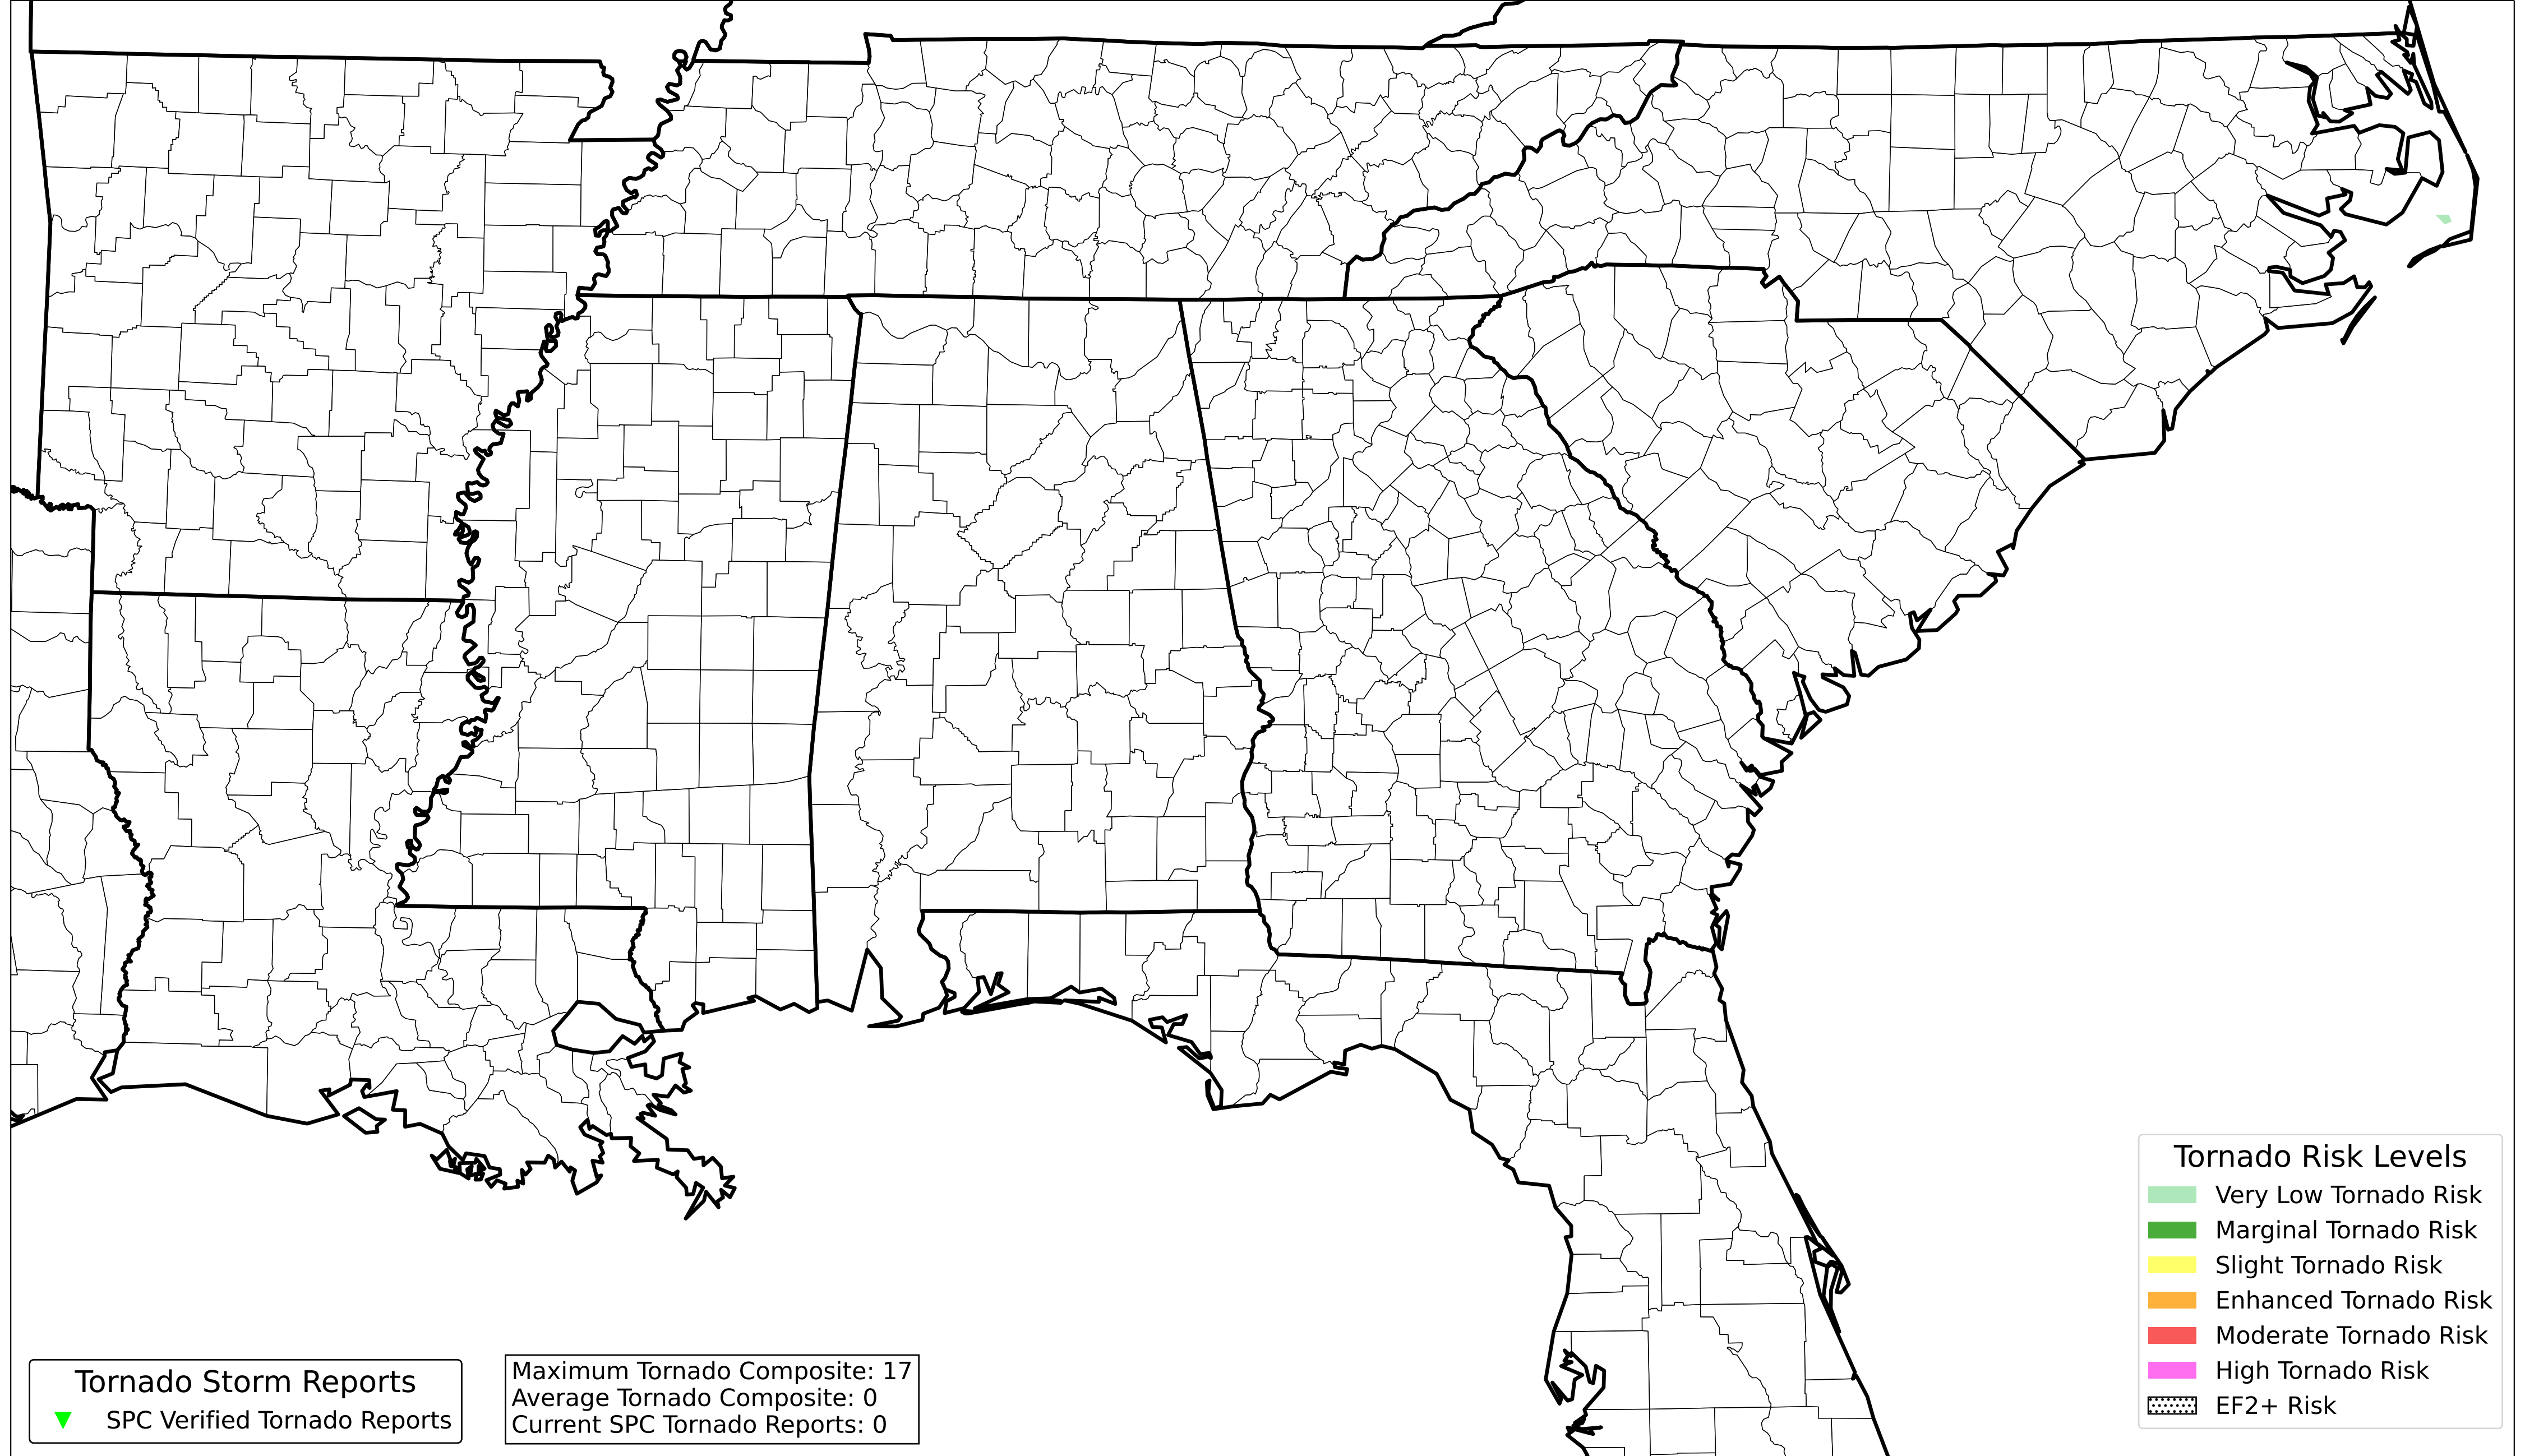 Tornado Risk Levels
Very Low Tornado Risk
Marginal Tornado Risk
Slight Tornado Risk
Enhanced Tornado Risk
Moderate Tornado Risk
High Tornado Risk
EF2+ Risk
Tornado Storm Reports
SPC Verified Tornado Reports
Maximum Tornado Composite: 17
Average Tornado Composite: 0
Current SPC Tornado Reports: 0